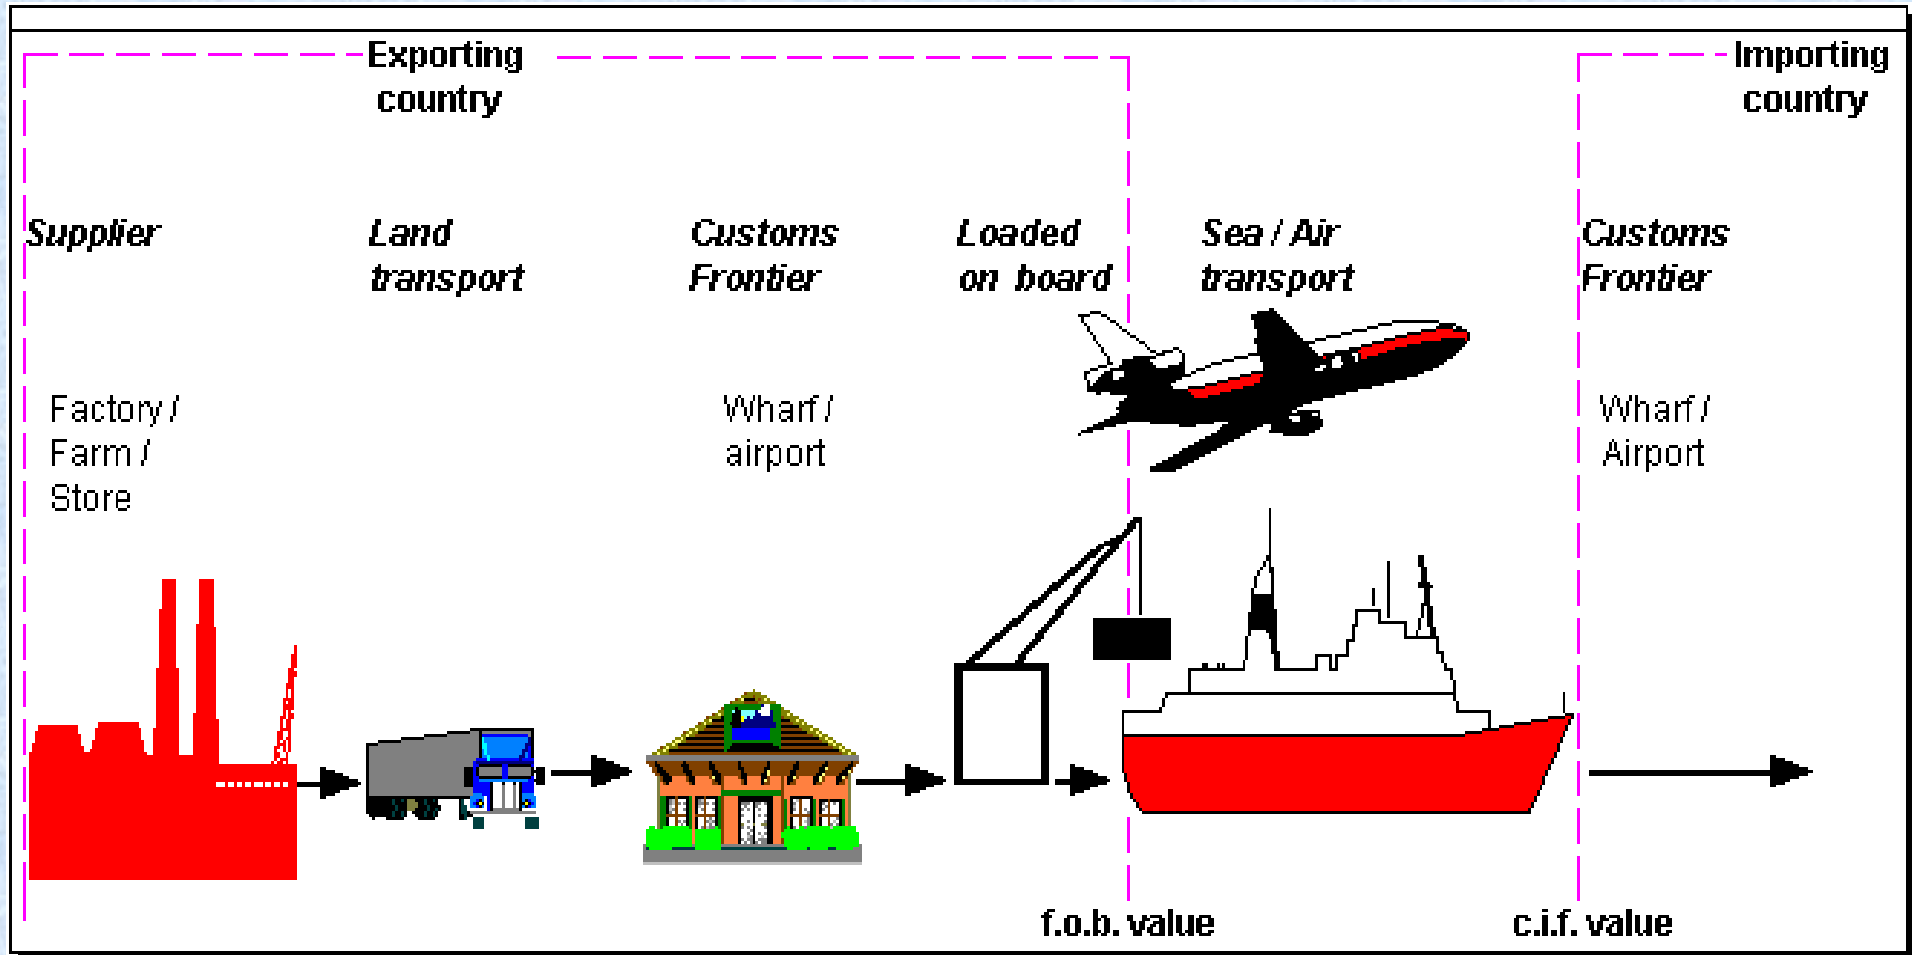 Exporting
country
Importing
country
Supplier
Land
transport
Customs
Frontier
Loaded
on board
Sea / Air
transport
Customs
Frontier
Factory /
Farm /
Store
Wharf /
airport
Wharf /
Airport
f.o.b. value
c.i.f. value